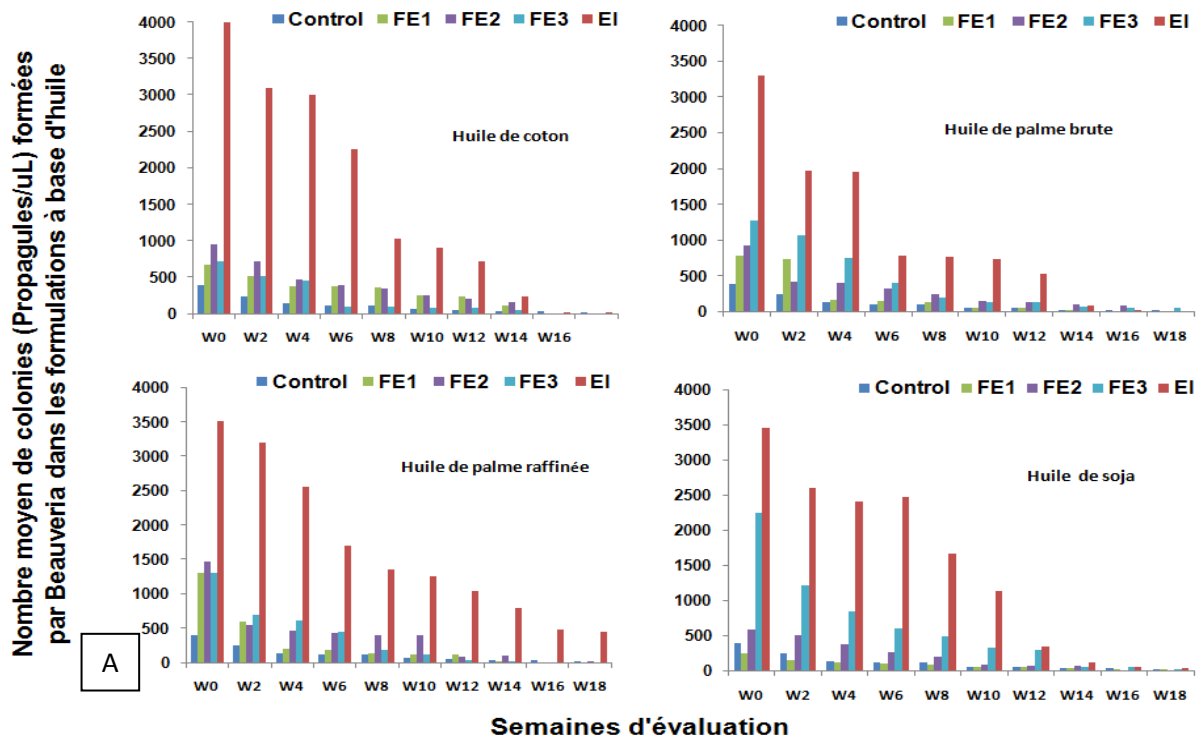 Nombre moyen de colonies (Propagules/uL) formées
par Beauveria dans les formulations à base d'huile
Control FE1 FE2 FE3 EI
4000
3500
3000
2500
2000
1500
1000
500
0
Huile de coton
W0 W2 W4 W6 W8 W10 W12 W14 W16
Control FE1 FE2 FE3 EI
4000
3500
3000
2500
2000
1500
1000
500
0
Huile de palme brute
W0 W2 W4 W6 W8 W10 W12 W14 W16 W18
Control FE1 FE2 FE3 EI
4000
3500
3000
2500
2000
1500
1000
500
0
Huile de palme raffinée
W0 W2 W4 W6 W8 W10 W12 W14 W16 W18
Control FE1 FE2 FE3 EI
4000
3500
3000
2500
2000
1500
1000
500
0
Huile de soja
W0 W2 W4 W6 W8 W10 W12 W14 W16 W18
A
Semaines d'évaluation